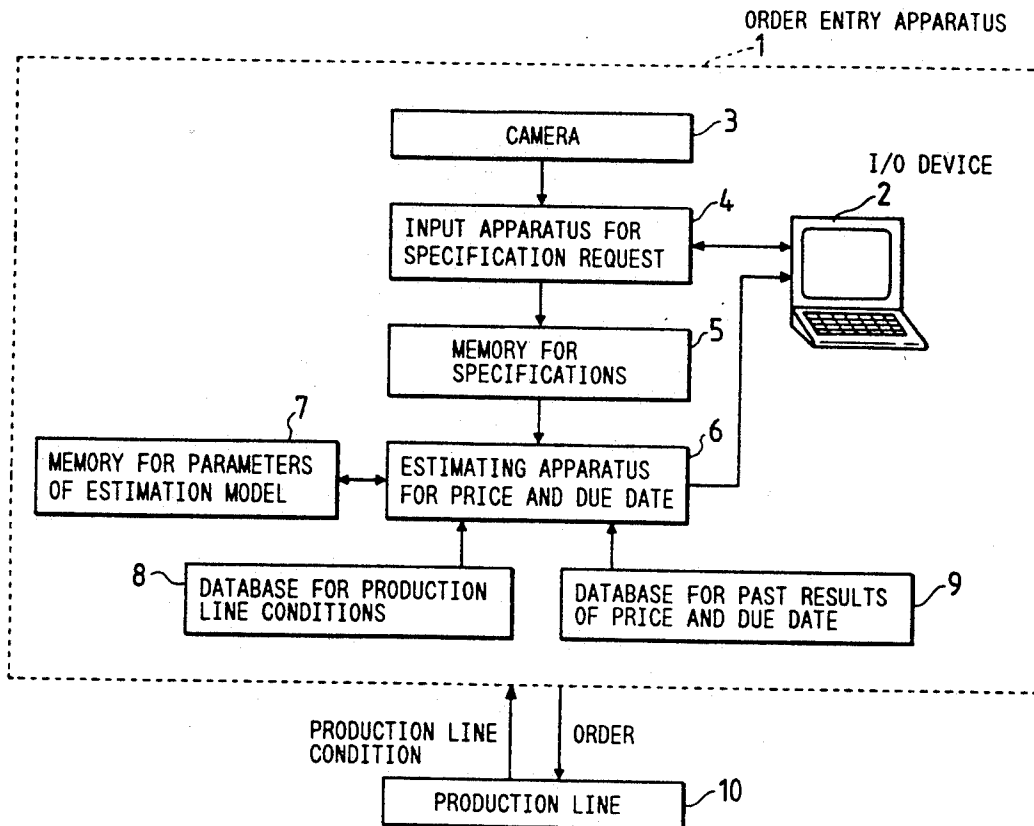 ORDER ENTRY APPARATUS
1
CAMERA
3
I/O DEVICE
2
INPUT APPARATUS FOR
SPECIFICATION REQUEST
4
MEMORY FOR
SPECIFICATIONS
5
7
MEMORY FOR PARAMETERS
OF ESTIMATION MODEL
ESTIMATING APPARATUS
FOR PRICE AND DUE DATE
6
8
DATABASE FOR PRODUCTION
LINE CONDITIONS
DATABASE FOR PAST RESULTS
OF PRICE AND DUE DATE
9
PRODUCTION LINE
CONDITION
ORDER
PRODUCTION LINE
10